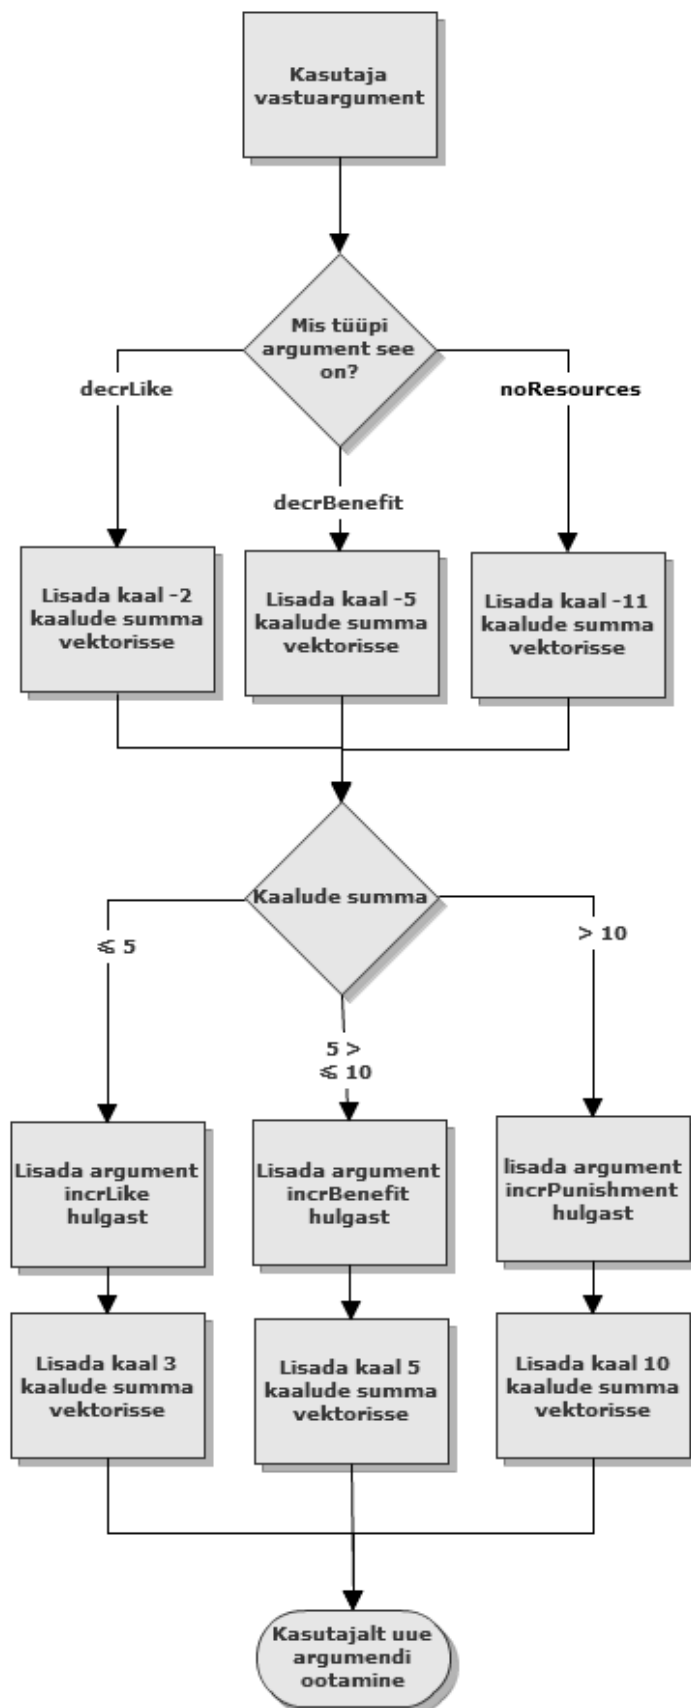 Kasutaja
vastuargument
Mis tüüpi
argument see
on?
decrLike
noResources
decrBenefit
Lisada kaal -2
kaalude summa
vektorisse
Lisada kaal -5
kaalude summa
vektorisse
Lisada kaal -11
kaalude summa
vektorisse
Kaalude summa
≤ 5
> 10
5 >
≤ 10
Lisada argument
incrLike
hulgast
Lisada argument
incrBenefit
hulgast
lisada argument
incrPunishment
hulgast
Lisada kaal 3
kaalude summa
vektorisse
Lisada kaal 5
kaalude summa
vektorisse
Lisada kaal 10
kaalude summa
vektorisse
Kasutajalt uue
argumendi
ootamine